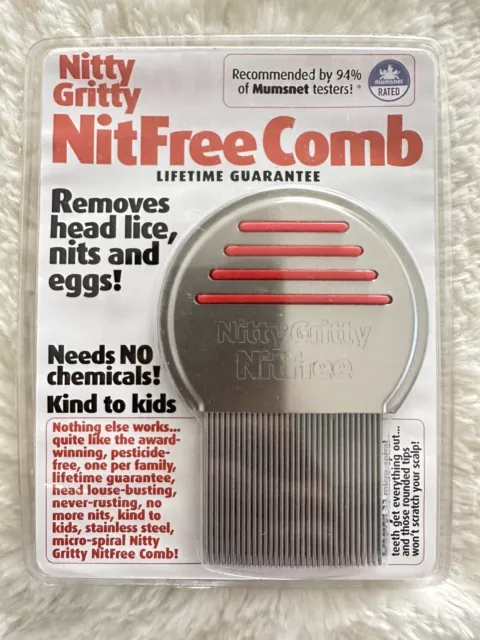 Nitty
Gritty
Recommended by 94%
of Mumsnet testers! *
mumsnet
RATED
NitFree Comb
LIFETIME GUARANTEE
Removes
head lice,
nits and
eggs!
Nitty Gritty
NitFree
Needs NO
chemicals!
Kind to kids
Nothing else works...
quite like the award-
winning, pesticide-
free, one per family,
lifetime guarantee,
head louse-busting,
never-rusting, no
more nits, kind to
kids, stainless steel,
micro-spiral Nitty
Gritty NitFree Comb!
teeth get everything out...
and those rounded tips
won't scratch your scalp!